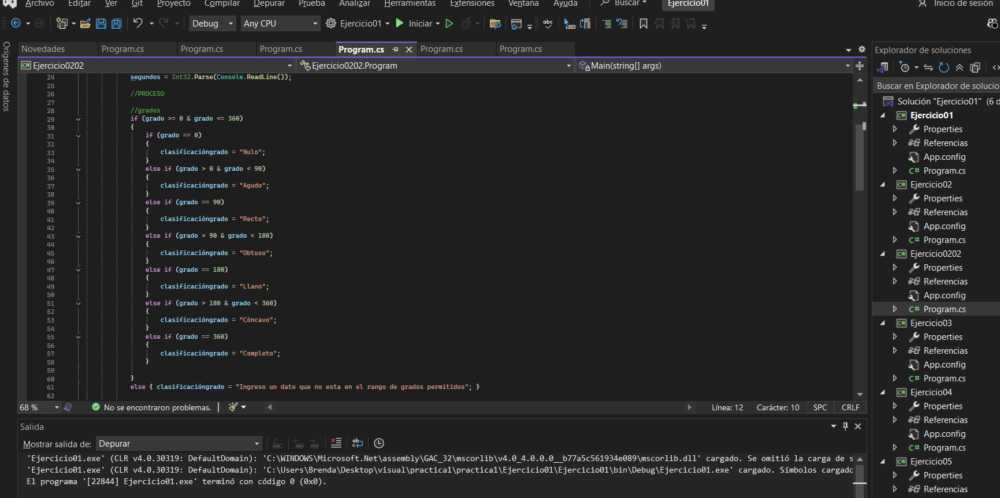 Archivo Editar Ver Git Proyecto Compilar Depurar Prueba Analizar Herramientas Extensiones Ventana Ayuda Buscar Ejercicio01 Inicio de sesión
Debug Any CPU Ejercicio01 Iniciar
Orígenes de datos
Novedades Program.cs Program.cs Program.cs Program.cs Program.cs Program.cs
Ejercicio0202 Ejercicio0202.Program Main(string[] args)
24 segundos = Int32.Parse(Console.ReadLine());
25
26 //PROCESO
27
28 //grados
29 if (grado >= 0 & grado <= 360)
30 {
31 if (grado == 0)
32 {
33 clasificacióngrado = "Nulo";
34 }
35 else if (grado > 0 & grado < 90)
36 {
37 clasificacióngrado = "Agudo";
38 }
39 else if (grado == 90)
40 {
41 clasificacióngrado = "Recto";
42 }
43 else if (grado > 90 & grado < 180)
44 {
45 clasificacióngrado = "Obtuso";
46 }
47 else if (grado == 180)
48 {
49 clasificacióngrado = "Llano";
50 }
51 else if (grado > 180 & grado < 360)
52 {
53 clasificacióngrado = "Cóncavo";
54 }
55 else if (grado == 360)
56 {
57 clasificacióngrado = "Completo";
58 }
59
60 }
61 else { clasificacióngrado = "Ingreso un dato que no esta en el rango de grados permitidos"; }
62
68 % No se encontraron problemas. Línea: 12 Carácter: 10 SPC CRLF
Salida
Mostrar salida de: Depurar
'Ejercicio01.exe' (CLR v4.0.30319: DefaultDomain): 'C:\WINDOWS\Microsoft.Net\assembly\GAC_32\mscorlib\v4.0_4.0.0.0__b77a5c561934e089\mscorlib.dll' cargado. Se omitió la carga de s
'Ejercicio01.exe' (CLR v4.0.30319: DefaultDomain): 'C:\Users\Brenda\Desktop\visual\practica1\practica1\Ejercicio01\Ejercicio01\bin\Debug\Ejercicio01.exe' cargado. Símbolos cargado
El programa '[22844] Ejercicio01.exe' terminó con código 0 (0x0).
Explorador de soluciones
Buscar en Explorador de solucio
Solución "Ejercicio01" (6 d
C# Ejercicio01
Properties
Referencias
App.config
C# Program.cs
C# Ejercicio02
Properties
Referencias
App.config
C# Program.cs
C# Ejercicio0202
Properties
Referencias
App.config
C# Program.cs
C# Ejercicio03
Properties
Referencias
App.config
C# Program.cs
C# Ejercicio04
Properties
Referencias
App.config
C# Program.cs
C# Ejercicio05
Properties
Referencias